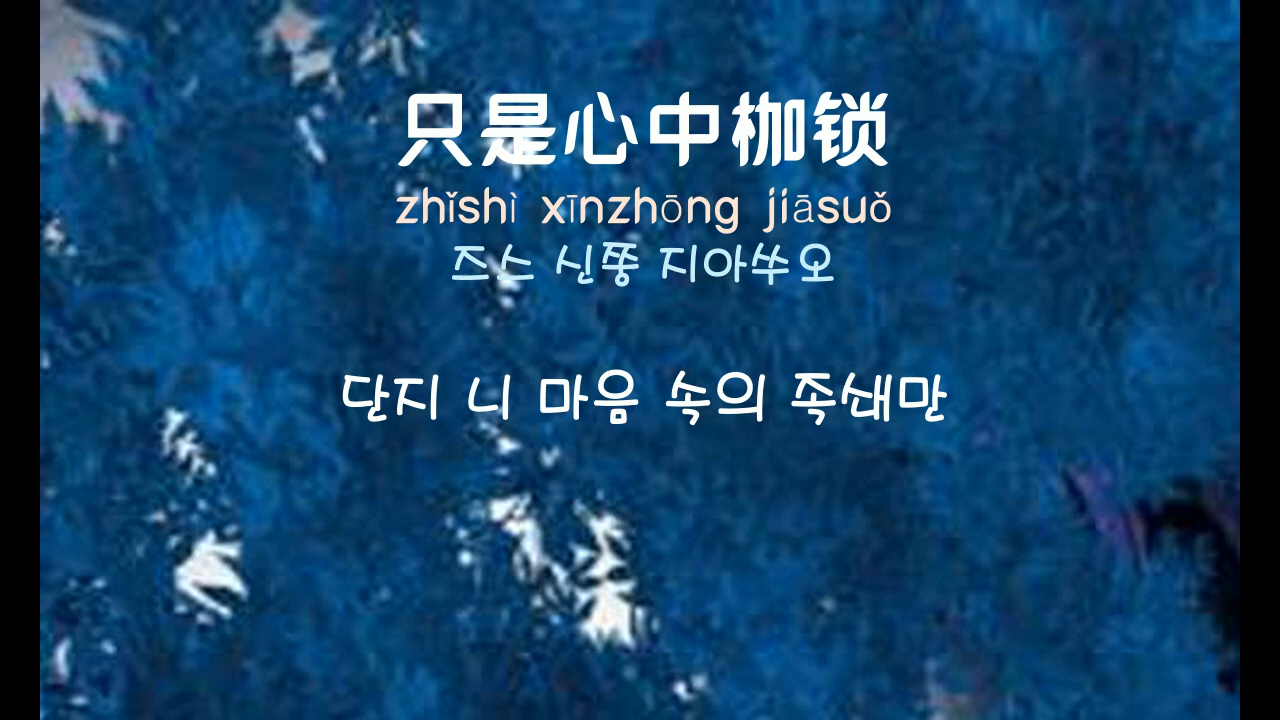 只是心中枷锁
zhǐshì xīnzhōng jiāsuǒ
즈스 신쭝 지아쑤오
단지 니 마음 속의 족쇄만